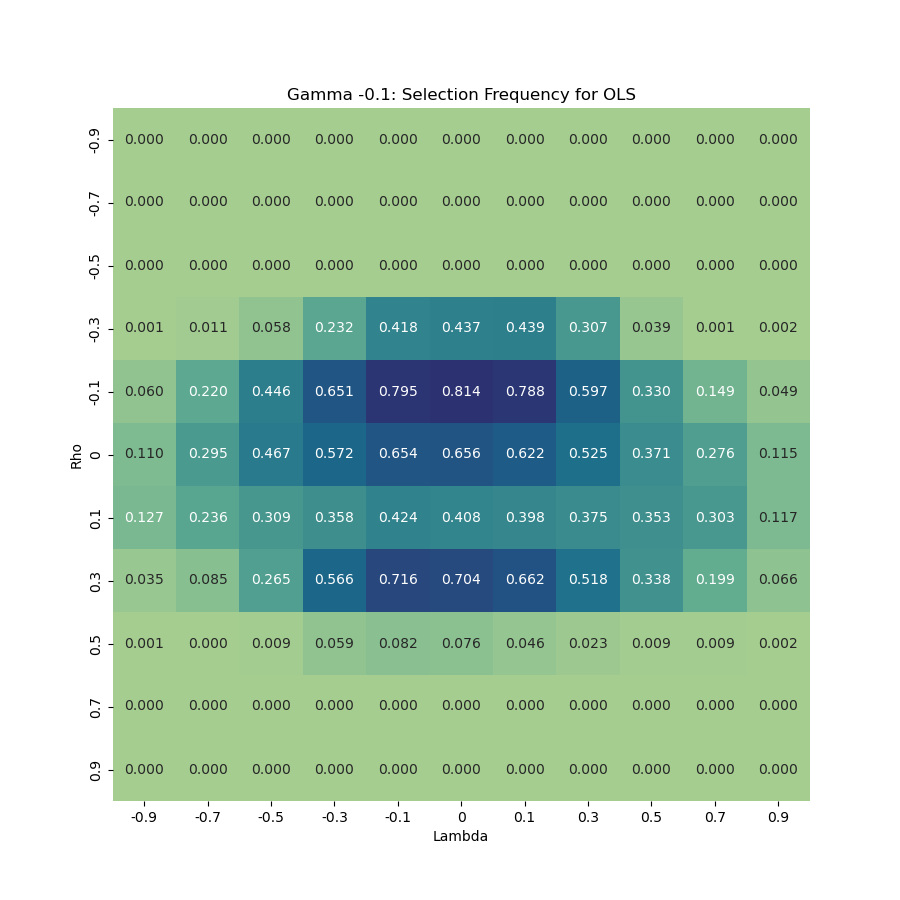 Gamma -0.1: Selection Frequency for OLS
-0.9 0.000 0.000 0.000 0.000 0.000 0.000 0.000 0.000 0.000 0.000 0.000
-0.7 0.000 0.000 0.000 0.000 0.000 0.000 0.000 0.000 0.000 0.000 0.000
-0.5 0.000 0.000 0.000 0.000 0.000 0.000 0.000 0.000 0.000 0.000 0.000
-0.3 0.001 0.011 0.058 0.232 0.418 0.437 0.439 0.307 0.039 0.001 0.002
-0.1 0.060 0.220 0.446 0.651 0.795 0.814 0.788 0.597 0.330 0.149 0.049
Rho
0 0.110 0.295 0.467 0.572 0.654 0.656 0.622 0.525 0.371 0.276 0.115
0.1 0.127 0.236 0.309 0.358 0.424 0.408 0.398 0.375 0.353 0.303 0.117
0.3 0.035 0.085 0.265 0.566 0.716 0.704 0.662 0.518 0.338 0.199 0.066
0.5 0.001 0.000 0.009 0.059 0.082 0.076 0.046 0.023 0.009 0.009 0.002
0.7 0.000 0.000 0.000 0.000 0.000 0.000 0.000 0.000 0.000 0.000 0.000
0.9 0.000 0.000 0.000 0.000 0.000 0.000 0.000 0.000 0.000 0.000 0.000
-0.9 -0.7 -0.5 -0.3 -0.1 0 0.1 0.3 0.5 0.7 0.9
Lambda